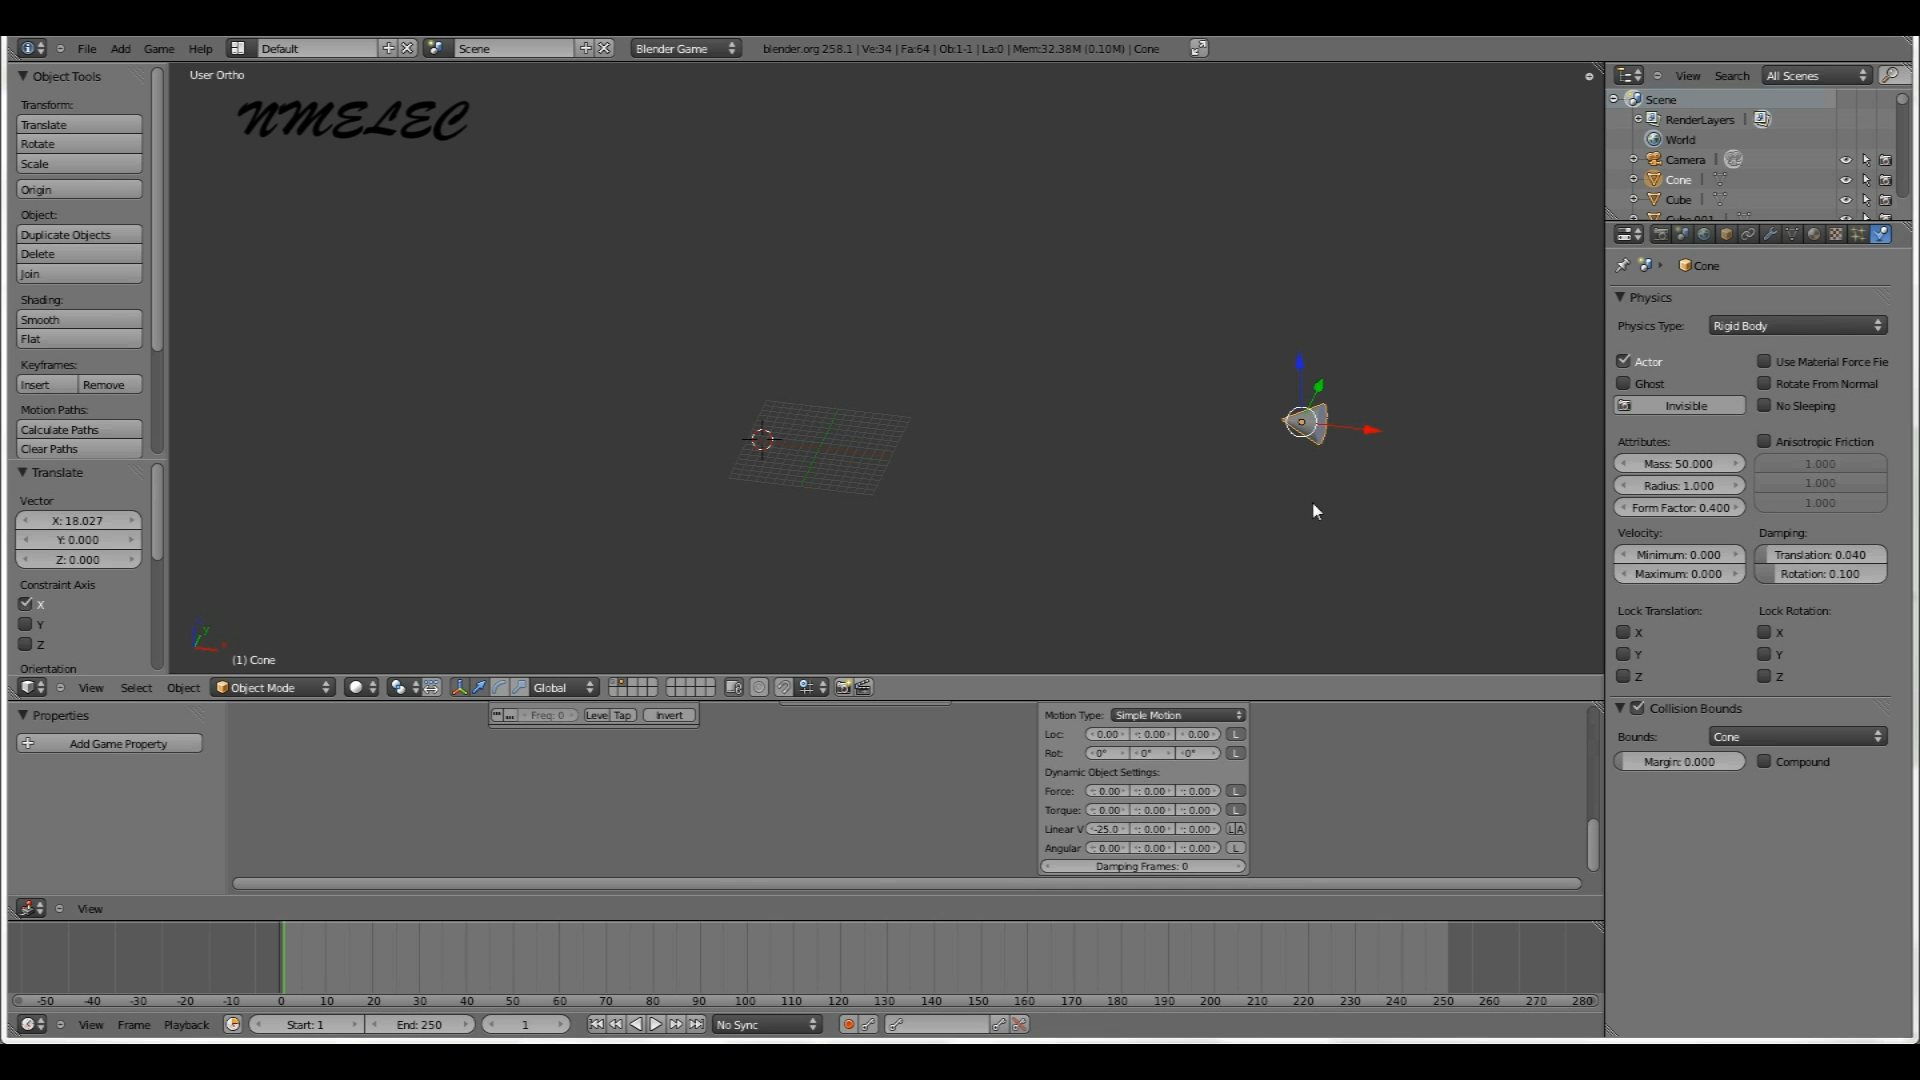 File Add Game Help Default Scene Blender Game blender.org 258.1 | Ve:34 | Fa:64 | Ob:1-1 | La:0 | Mem:32.38M (0.10M) | Cone
Object Tools
Transform:
Translate
Rotate
Scale
Origin
Object:
Duplicate Objects
Delete
Join
Shading:
Smooth
Flat
Keyframes:
Insert Remove
Motion Paths:
Calculate Paths
Clear Paths
Translate
Vector
X: 18.027
Y: 0.000
Z: 0.000
Constraint Axis
X
Y
Z
Orientation
User Ortho
NMELEC
(1) Cone
View Select Object Object Mode Global
View Search All Scenes
Scene
RenderLayers |
World
Camera |
Cone |
Cube |
Cube.001 |
Cone
Physics
Physics Type: Rigid Body
Actor Use Material Force Fie
Ghost Rotate From Normal
Invisible No Sleeping
Attributes: Anisotropic Friction
Mass: 50.000 1.000
Radius: 1.000 1.000
Form Factor: 0.400 1.000
Velocity: Damping:
Minimum: 0.000 Translation: 0.040
Maximum: 0.000 Rotation: 0.100
Lock Translation: Lock Rotation:
X X
Y Y
Z Z
Collision Bounds
Bounds: Cone
Margin: 0.000 Compound
Properties
Add Game Property
Freq: 0 Leve Tap Invert
Motion Type: Simple Motion
Loc: 0.00 : 0.00 0.00 L
Rot: 0° 0° 0° L
Dynamic Object Settings:
Force: : 0.00 : 0.00 : 0.00 L
Torque: : 0.00 : 0.00 : 0.00 L
Linear V -25.0 : 0.00 : 0.00 L A
Angular : 0.00 : 0.00 : 0.00 L
Damping Frames: 0
View
-50 -40 -30 -20 -10 0 10 20 30 40 50 60 70 80 90 100 110 120 130 140 150 160 170 180 190 200 210 220 230 240 250 260 270 280
View Frame Playback Start: 1 End: 250 1 No Sync